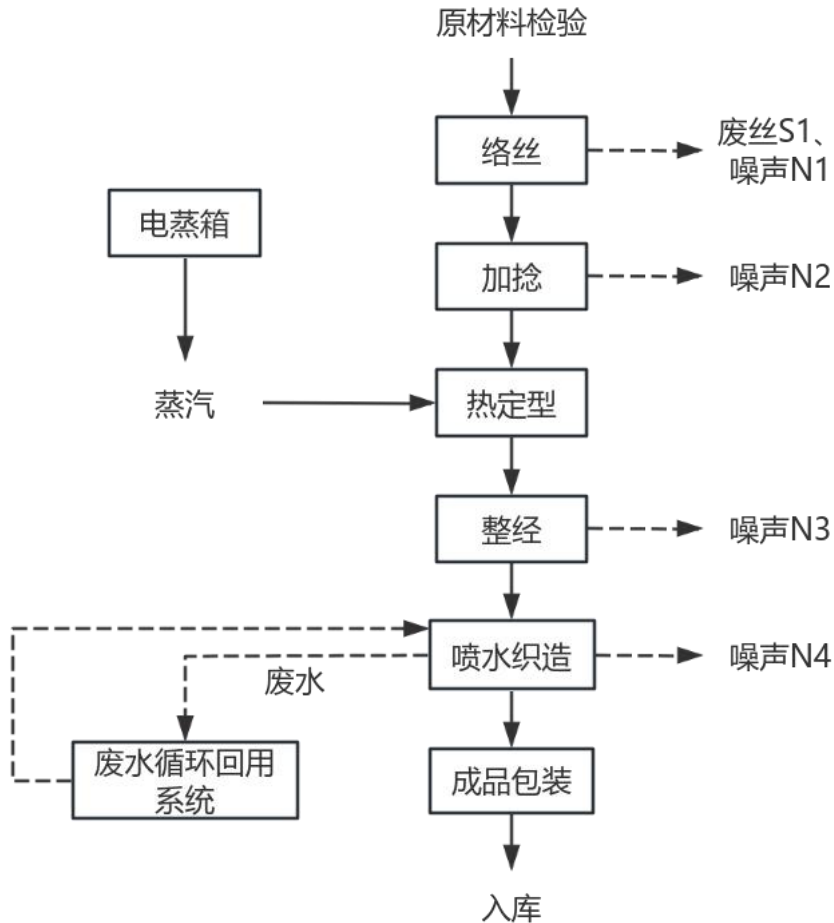 原材料检验
络丝
废丝S1、
噪声N1
电蒸箱
加捻
噪声N2
蒸汽
热定型
整经
噪声N3
喷水织造
噪声N4
废水
废水循环回用
系统
成品包装
入库